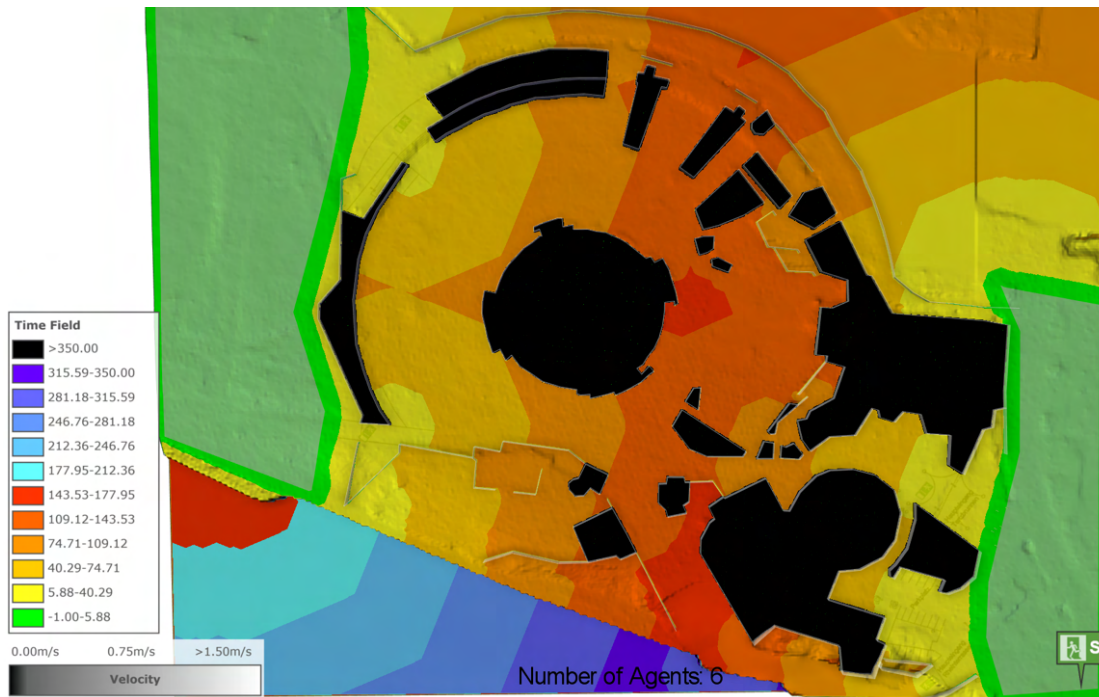 Time Field
>350.00
315.59-350.00
281.18-315.59
246.76-281.18
212.36-246.76
177.95-212.36
143.53-177.95
109.12-143.53
74.71-109.12
40.29-74.71
5.88-40.29
-1.00-5.88
0.00m/s 0.75m/s >1.50m/s
Velocity
Number of Agents: 6
S